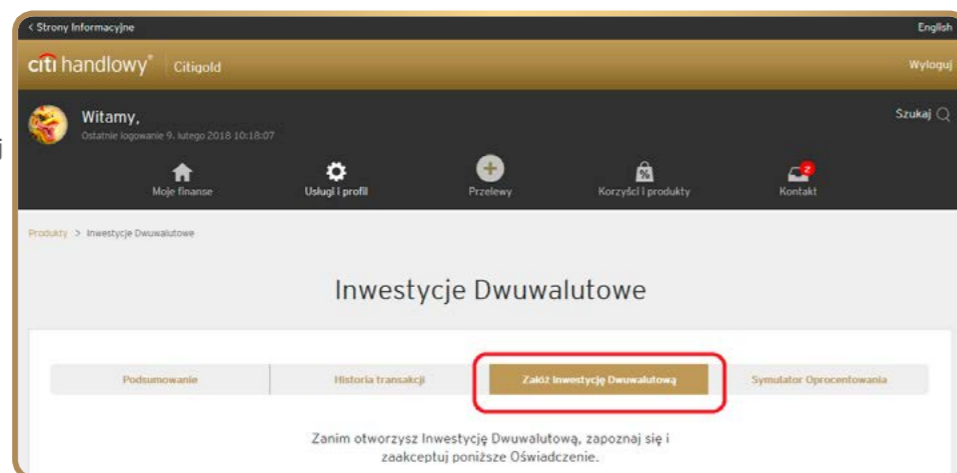 < Strony Informacyjne English
citi handlowy® Citigold Wyloguj
Witamy, Szukaj
Ostatnie logowanie 9. lutego 2018 10:18:07
j
2
Moje finanse Usługi i profil Przelewy Korzyści i produkty Kontakt
Produkty > Inwestycje Dwuwalutowe
Inwestycje Dwuwalutowe
Podsumowanie Historia transakcji Załóż Inwestycję Dwuwalutową Symulator Oprocentowania
Zanim otworzysz Inwestycję Dwuwalutową, zapoznaj się i
zaakceptuj poniższe Oświadczenie.